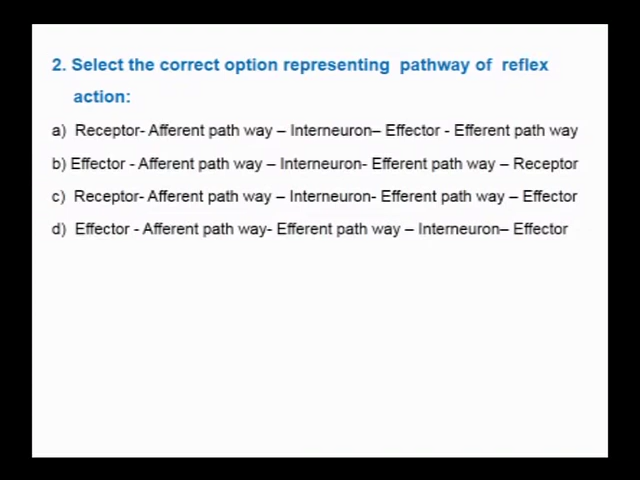 2. Select the correct option representing pathway of reflex
action:
a) Receptor- Afferent path way – Interneuron– Effector - Efferent path way
b) Effector - Afferent path way – Interneuron- Efferent path way – Receptor
c) Receptor- Afferent path way – Interneuron- Efferent path way – Effector
d) Effector - Afferent path way- Efferent path way – Interneuron– Effector